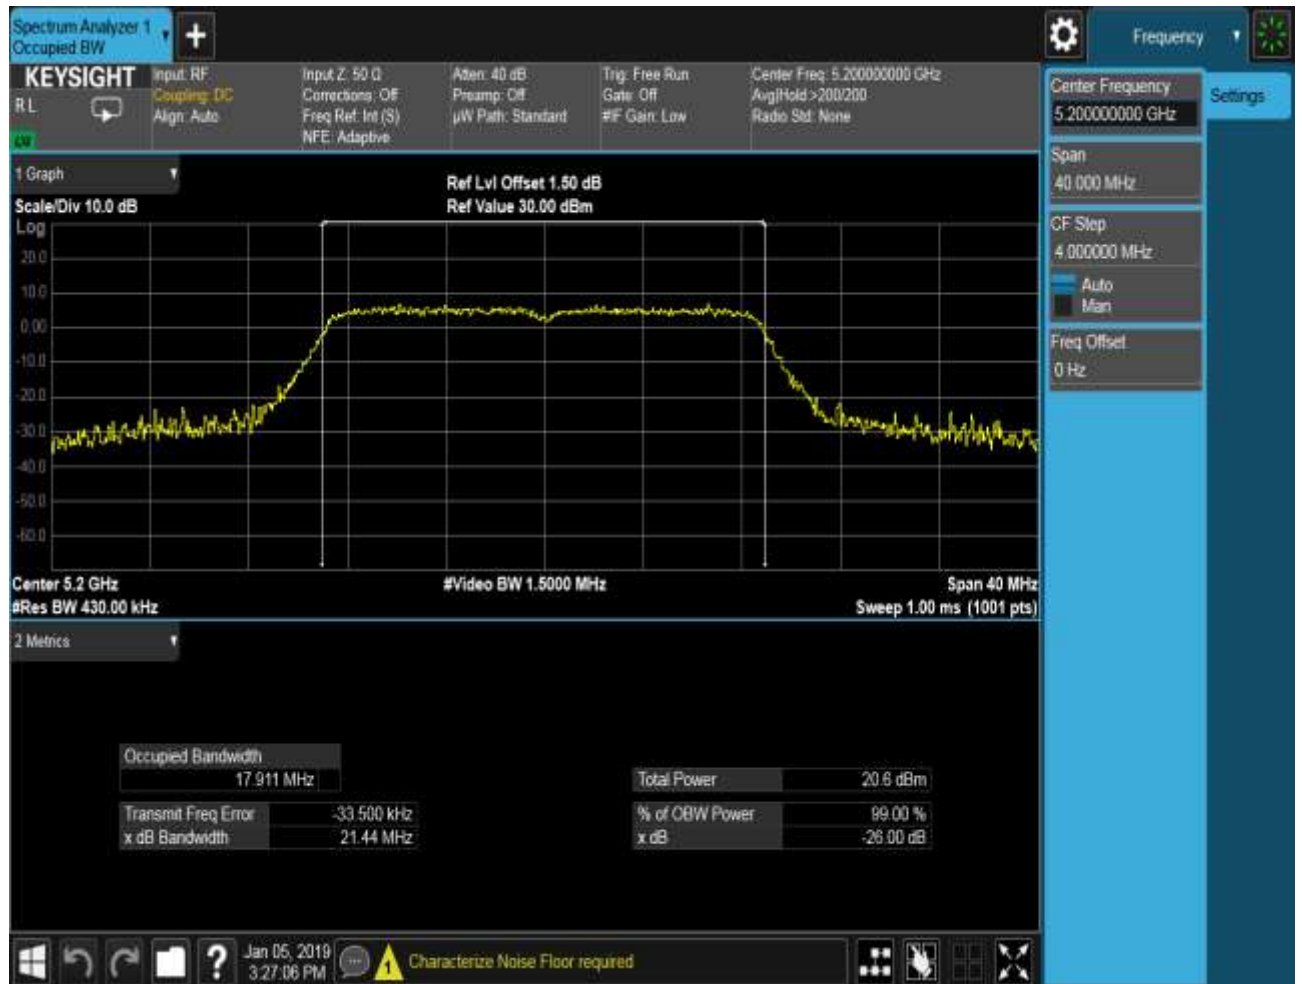 Spectrum Analyzer 1
Occupied BW
Frequency
KEYSIGHT
R L
Input: RF
Coupling: DC
Align: Auto
Input Z: 50 Ω
Corrections: Off
Freq Ref: Int (S)
NFE: Adaptive
Atten: 40 dB
Preamp: Off
µW Path: Standard
Trig: Free Run
Gate: Off
#IF Gain: Low
Center Freq: 5.200000000 GHz
Avg|Hold:>200/200
Radio Std: None
Center Frequency
5.200000000 GHz
Settings
Span
40.000 MHz
CF Step
4.000000 MHz
Auto
Man
Freq Offset
0 Hz
1 Graph
Scale/Div 10.0 dB
Ref Lvl Offset 1.50 dB
Ref Value 30.00 dBm
Log
20.0
10.0
0.00
-10.0
-20.0
-30.0
-40.0
-50.0
-60.0
Center 5.2 GHz
#Res BW 430.00 kHz
#Video BW 1.5000 MHz
Span 40 MHz
Sweep 1.00 ms (1001 pts)
2 Metrics
Occupied Bandwidth
17.911 MHz
Transmit Freq Error -33.500 kHz
x dB Bandwidth 21.44 MHz
Total Power 20.6 dBm
% of OBW Power 99.00 %
x dB -26.00 dB
Jan 05, 2019
3:27:06 PM
1
Characterize Noise Floor required